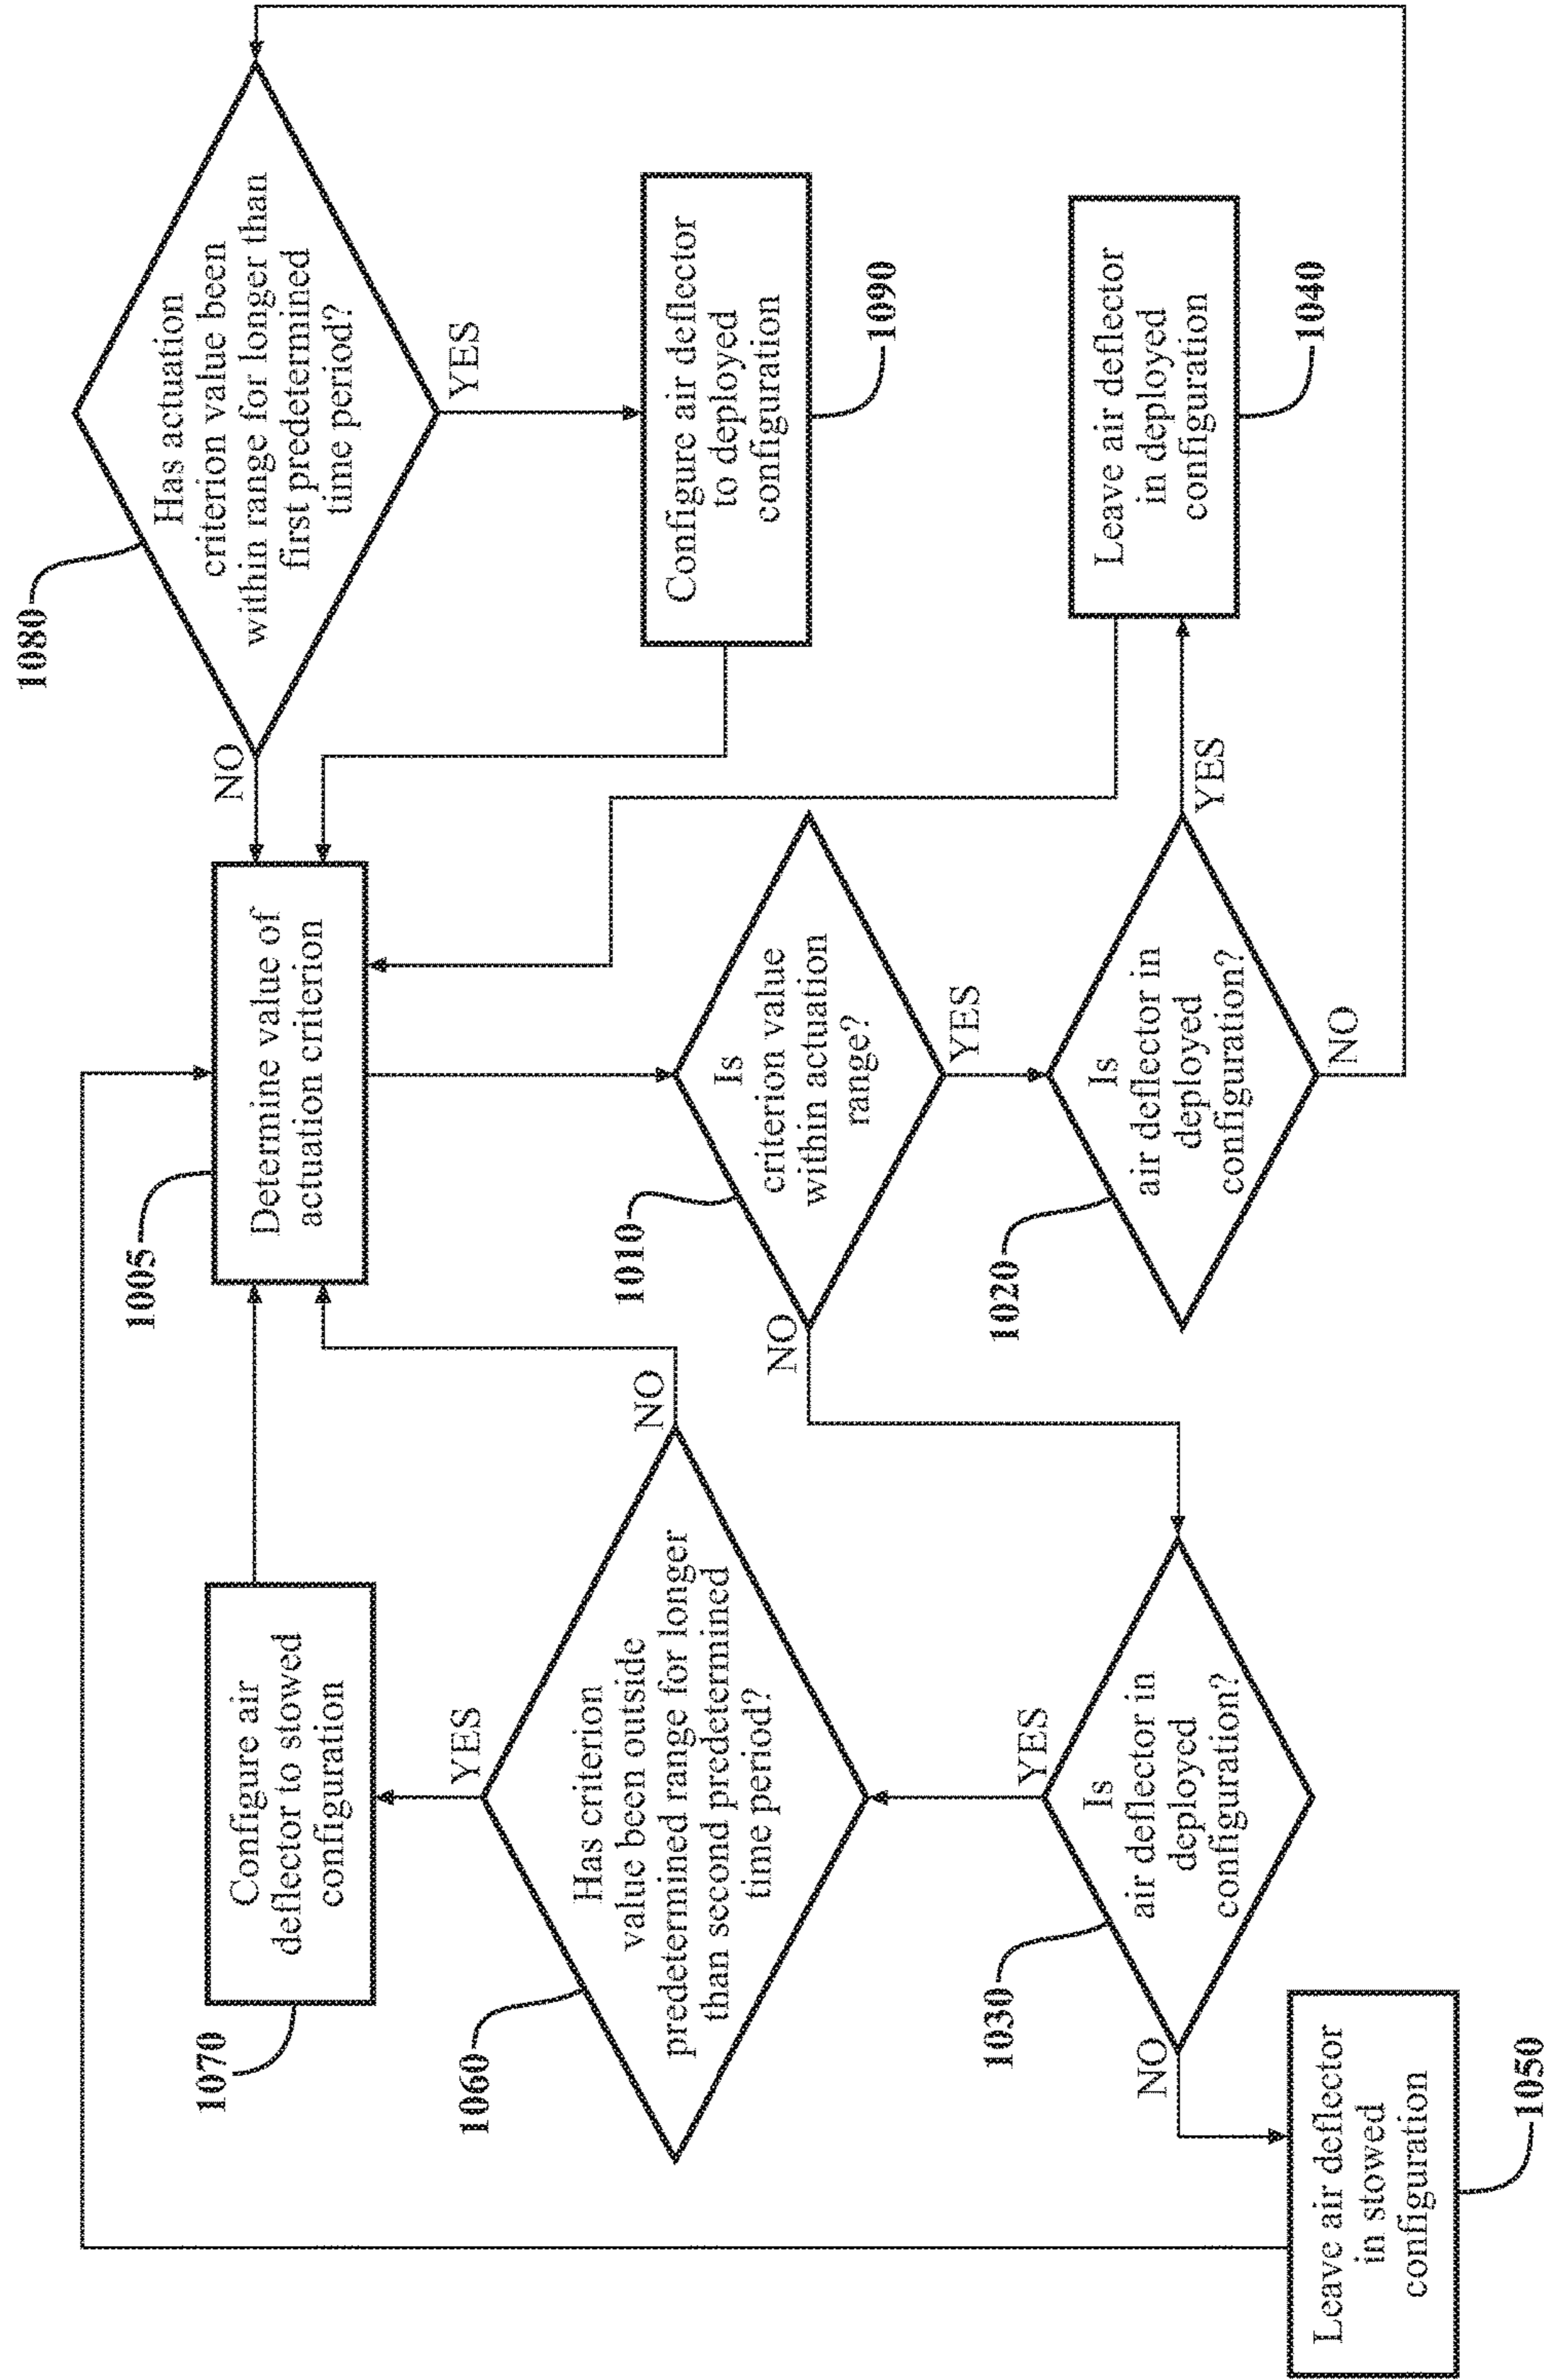 1070
Configure air
deflector to stowed
configuration
1005
Determine value of
actuation criterion
1080
Has actuation
criterion value been
within range for longer than
first predetermined
time period?
NO
YES
1060
Has criterion
value been outside
predetermined range for longer
than second predetermined
time period?
YES
NO
1010
Is
criterion value
within actuation
range?
NO
YES
Configure air deflector
to deployed
configuration
1090
1030
Is
air deflector in
deployed
configuration?
YES
NO
1020
Is
air deflector in
deployed
configuration?
YES
NO
Leave air deflector
in deployed
configuration
1040
Leave air deflector
in stowed
configuration
1050